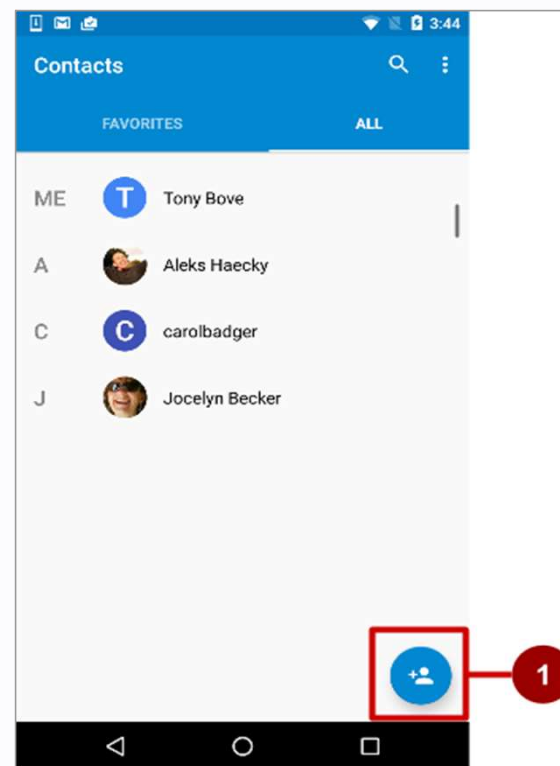 3:44
Contacts
FAVORITES ALL
ME T Tony Bove
A Aleks Haecky
C C carolbadger
J Jocelyn Becker
1